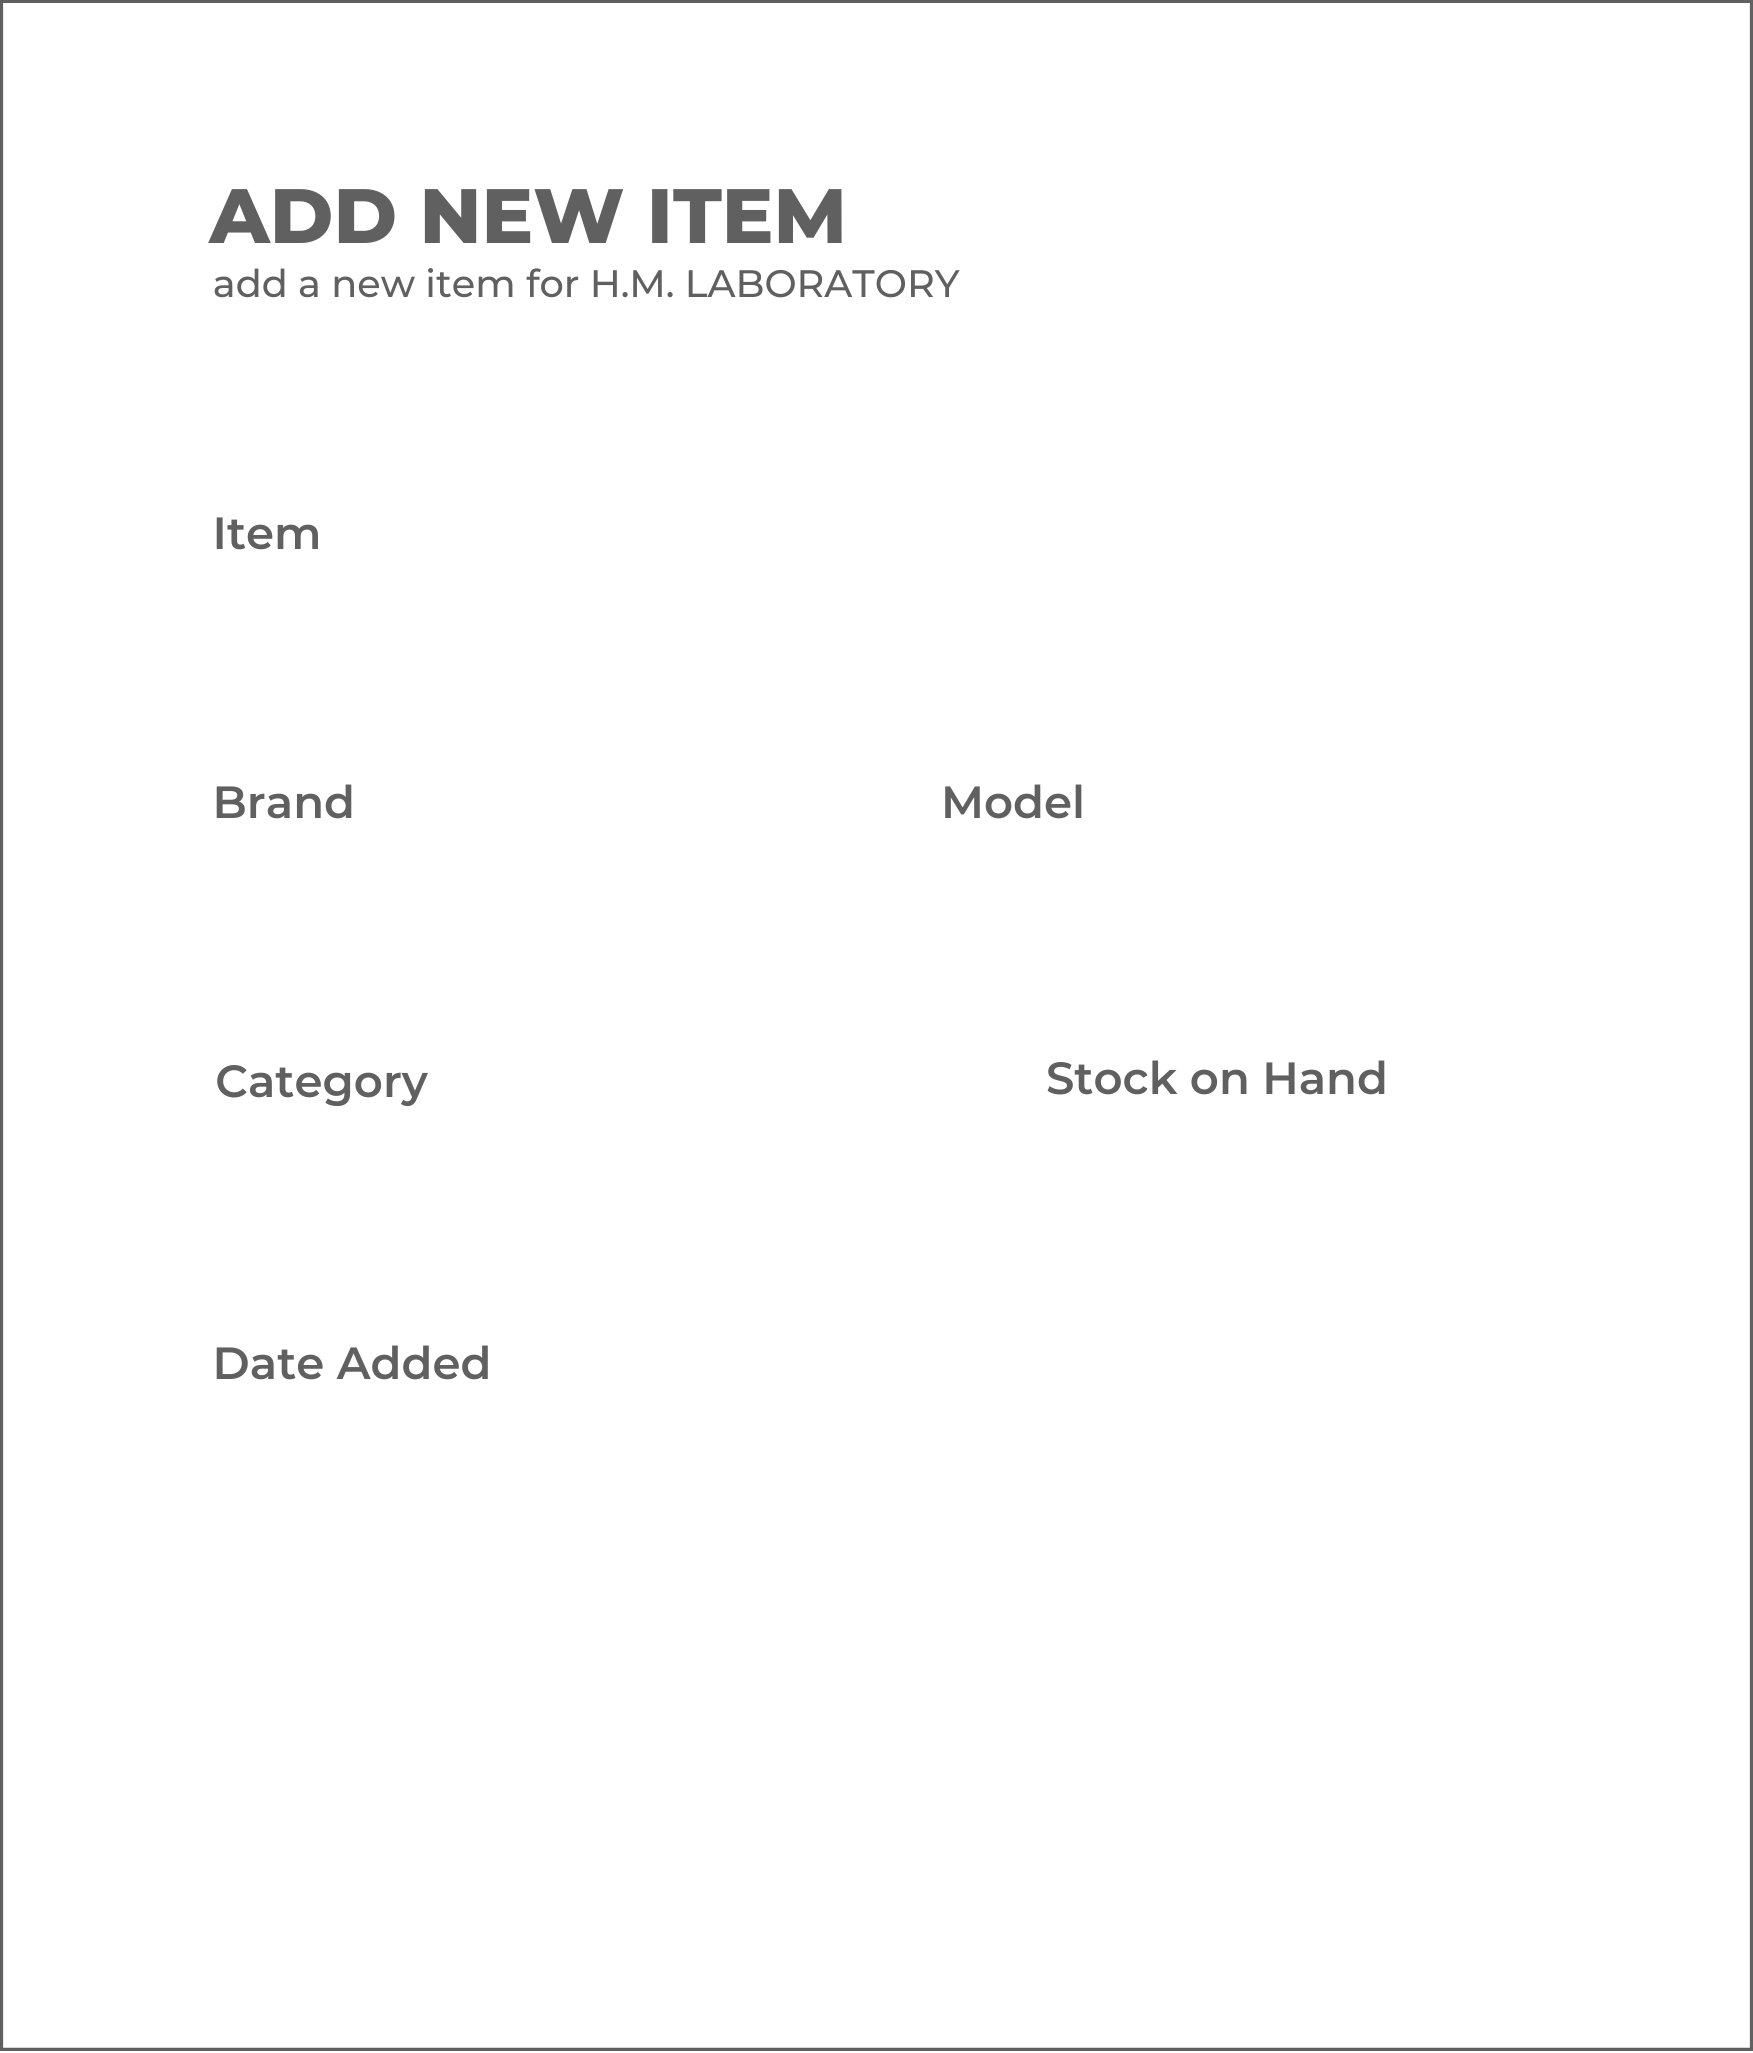 ADD NEW ITEM
add a new item for H.M. LABORATORY
Item
Brand
Model
Category
Stock on Hand
Date Added